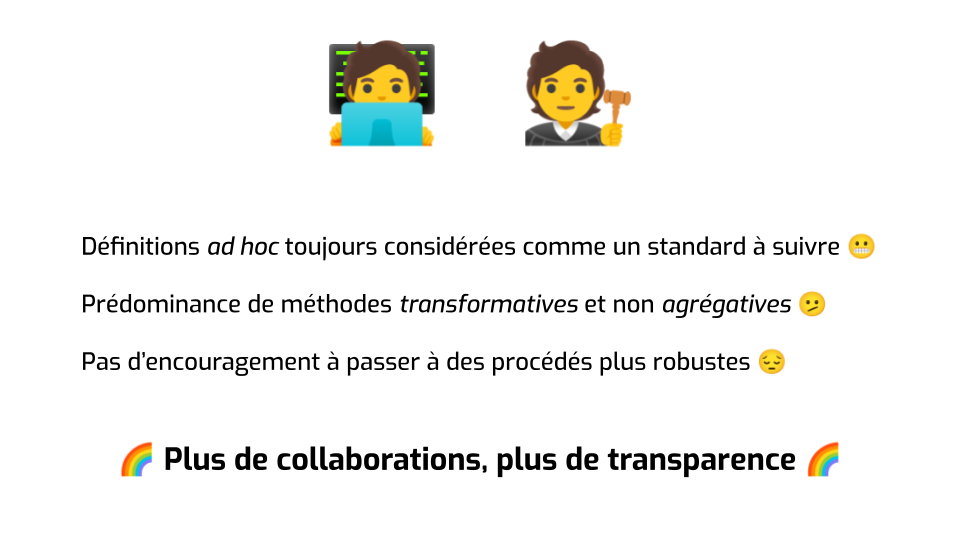 Définitions ad hoc toujours considérées comme un standard à suivre 😬
Prédominance de méthodes transformatives et non agrégatives 🫤
Pas d’encouragement à passer à des procédés plus robustes 😔
🌈 Plus de collaborations, plus de transparence 🌈